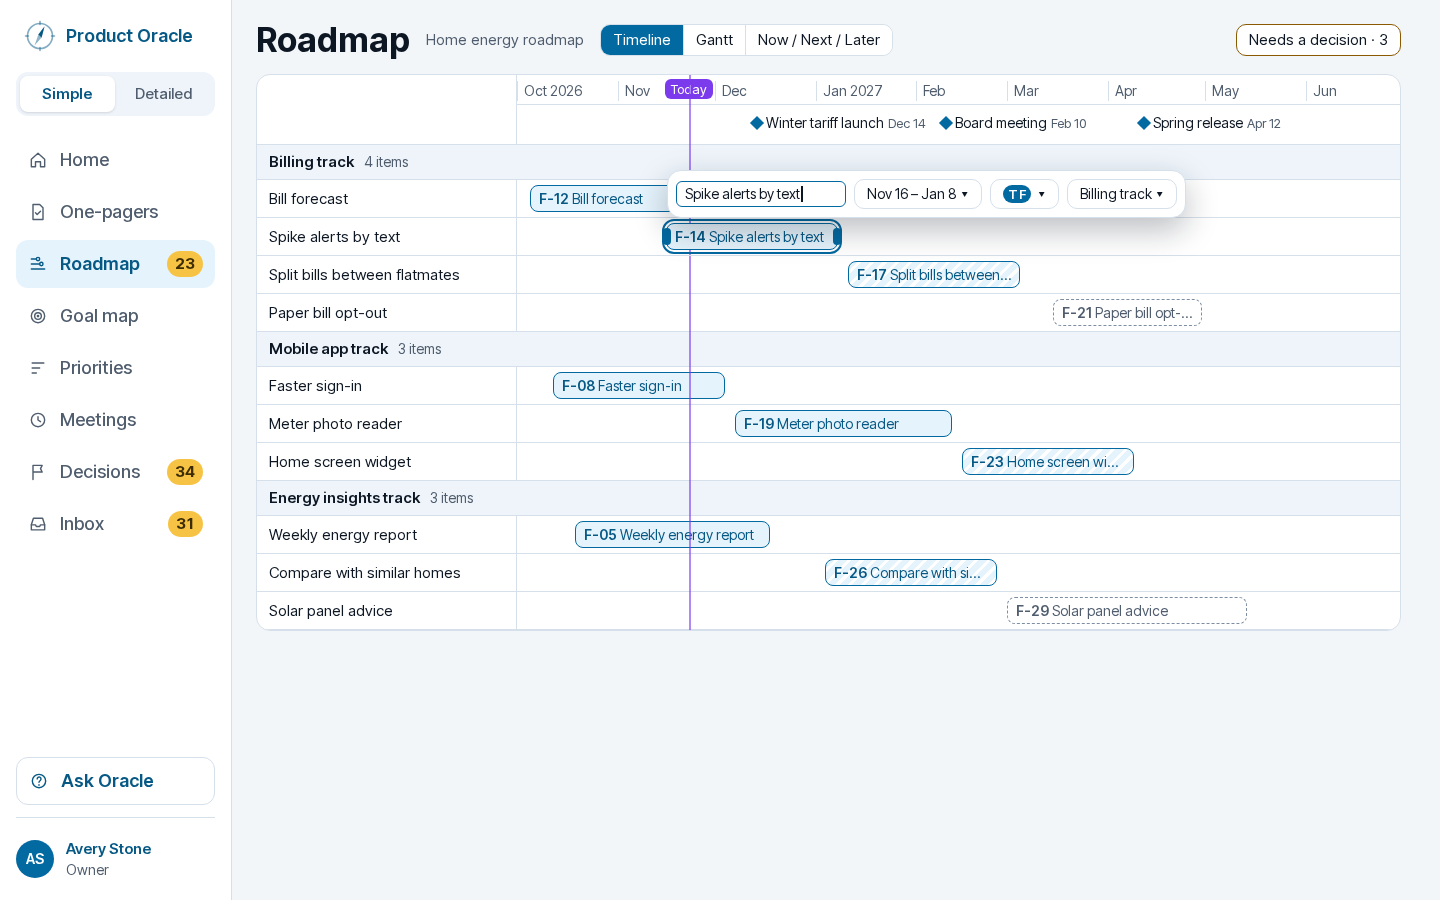 Product Oracle
Simple
Detailed
Home
One-pagers
Roadmap 23
Goal map
Priorities
Meetings
Decisions 34
Inbox 31
Ask Oracle
AS
Avery Stone
Owner
Roadmap
Home energy roadmap
Timeline
Gantt
Now / Next / Later
Needs a decision · 3
Oct 2026
Nov
Today
Dec
Jan 2027
Feb
Mar
Apr
May
Jun
Winter tariff launch Dec 14
Board meeting Feb 10
Spring release Apr 12
Billing track 4 items
Bill forecast
F-12 Bill forecast
Spike alerts by text
Nov 16 – Jan 8
TF
Billing track
Spike alerts by text
F-14 Spike alerts by text
Split bills between flatmates
F-17 Split bills between...
Paper bill opt-out
F-21 Paper bill opt-...
Mobile app track 3 items
Faster sign-in
F-08 Faster sign-in
Meter photo reader
F-19 Meter photo reader
Home screen widget
F-23 Home screen wi...
Energy insights track 3 items
Weekly energy report
F-05 Weekly energy report
Compare with similar homes
F-26 Compare with si...
Solar panel advice
F-29 Solar panel advice